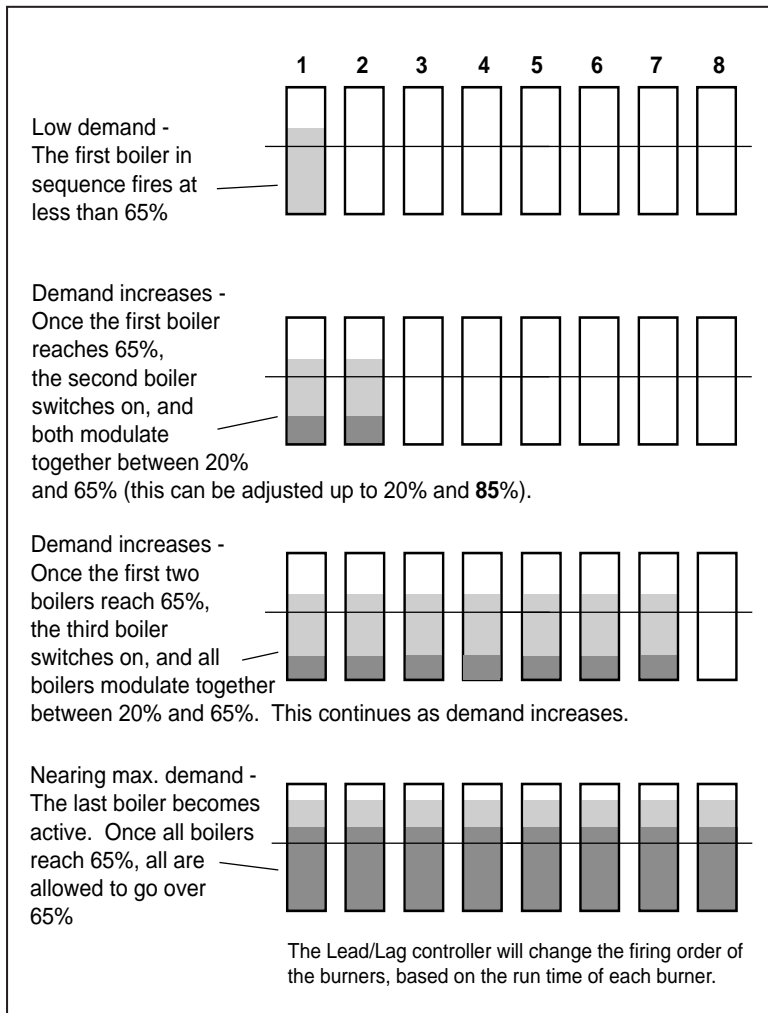 1 2 3 4 5 6 7 8
Low demand -
The first boiler in
sequence fires at
less than 65%
Demand increases -
Once the first boiler
reaches 65%,
the second boiler
switches on, and
both modulate
together between 20%
and 65% (this can be adjusted up to 20% and 85%).
Demand increases -
Once the first two
boilers reach 65%,
the third boiler
switches on, and all
boilers modulate together
between 20% and 65%.  This continues as demand increases.
Nearing max. demand -
The last boiler becomes
active.  Once all boilers
reach 65%, all are
allowed to go over
65%
The Lead/Lag controller will change the firing order of
the burners, based on the run time of each burner.